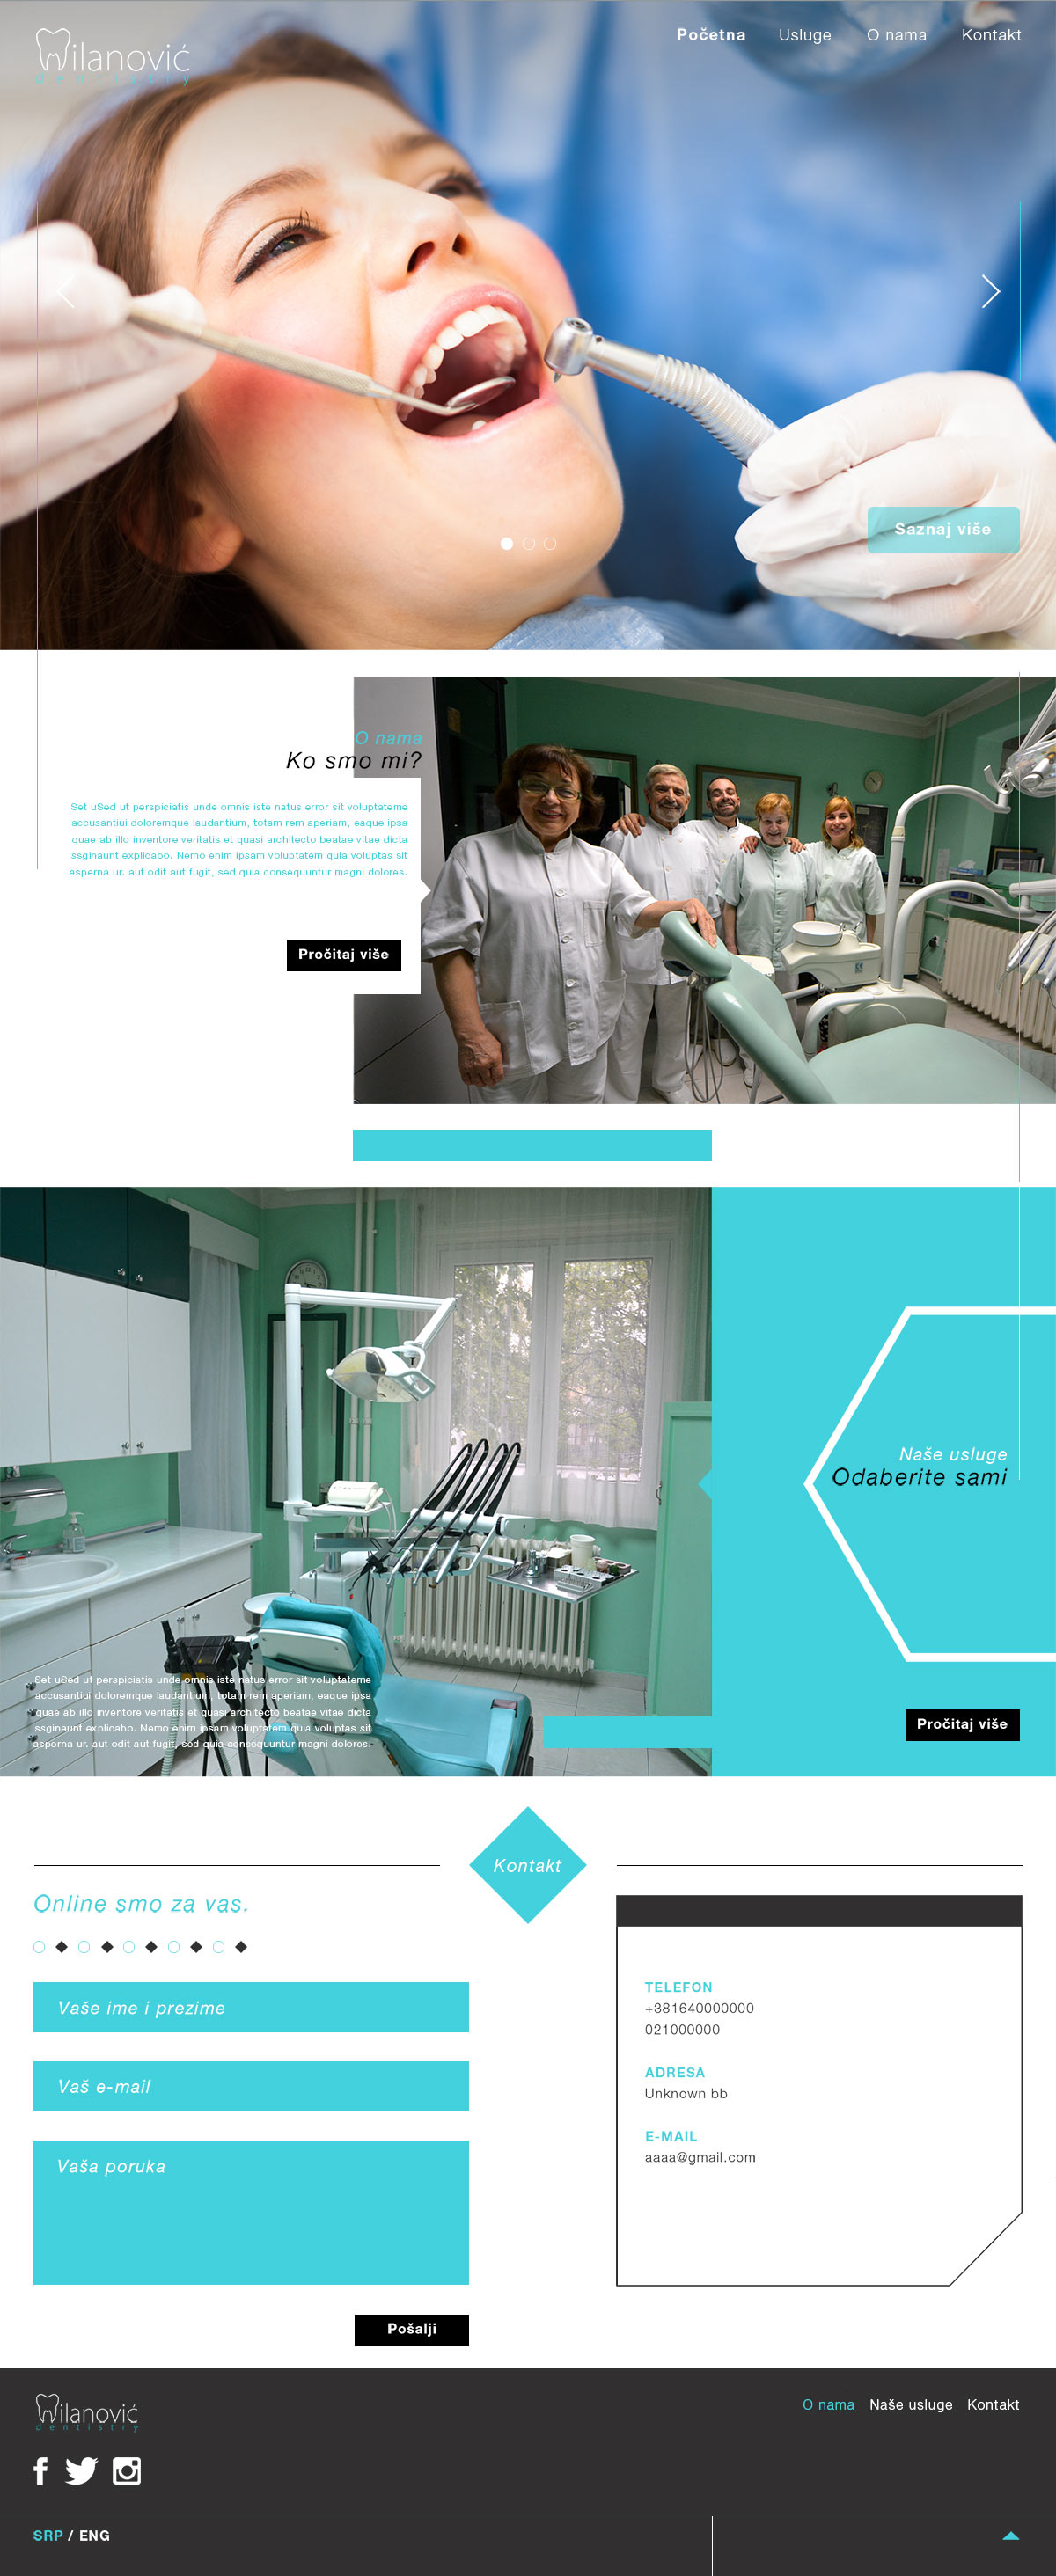 Milanović
dentistry
Početna Usluge O nama Kontakt
Saznaj više
O nama
Ko smo mi?
Set uSed ut perspiciatis unde omnis iste natus error sit voluptateme
accusantiui doloremque laudantium, totam rem aperiam, eaque ipsa
quae ab illo inventore veritatis et quasi architecto beatae vitae dicta
ssginaunt explicabo. Nemo enim ipsam voluptatem quia voluptas sit
asperna ur. aut odit aut fugit, sed quia consequuntur magni dolores.
Pročitaj više
Naše usluge
Odaberite sami
Set uSed ut perspiciatis unde omnis iste natus error sit voluptateme
accusantiui doloremque laudantium, totam rem aperiam, eaque ipsa
quae ab illo inventore veritatis et quasi architecto beatae vitae dicta
ssginaunt explicabo. Nemo enim ipsam voluptatem quia voluptas sit
asperna ur. aut odit aut fugit, sed quia consequuntur magni dolores.
Pročitaj više
Kontakt
Online smo za vas.
Vaše ime i prezime
Vaš e-mail
Vaša poruka
Pošalji
TELEFON
+381640000000
021000000
ADRESA
Unknown bb
E-MAIL
aaaa@gmail.com
Milanović
dentistry
O nama Naše usluge Kontakt
SRP / ENG